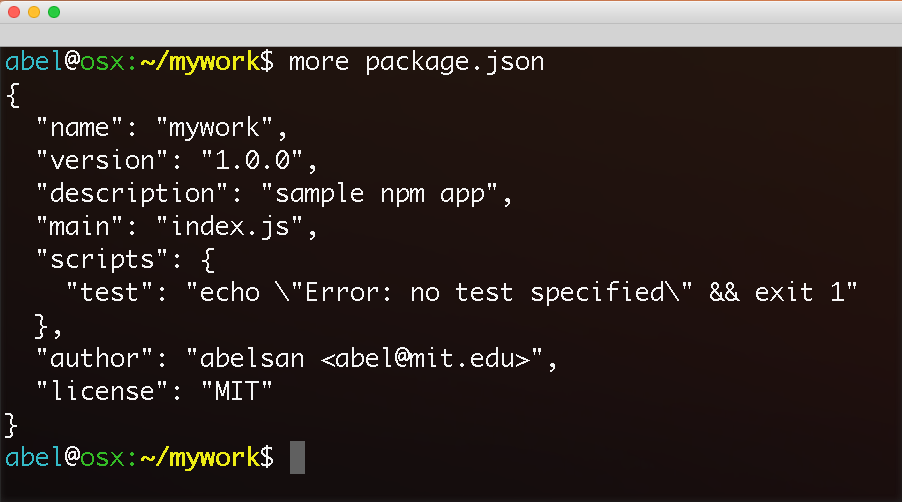 abel@osx:~/mywork$ more package.json
{
  "name": "mywork",
  "version": "1.0.0",
  "description": "sample npm app",
  "main": "index.js",
  "scripts": {
    "test": "echo \"Error: no test specified\" && exit 1"
  },
  "author": "abelsan <abel@mit.edu>",
  "license": "MIT"
}
abel@osx:~/mywork$